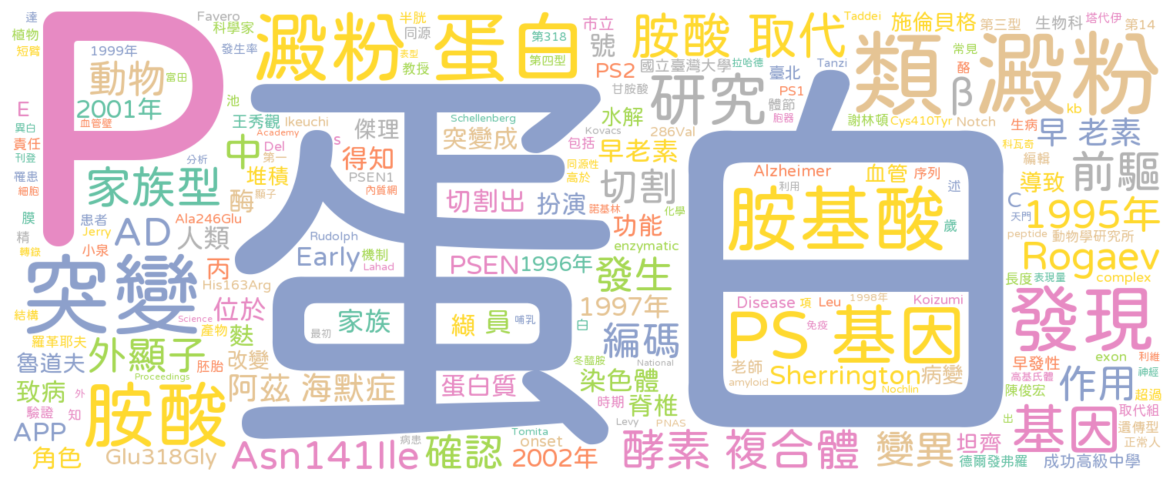 P
蛋白
澱粉 蛋白
胺酸 取代
類 澱粉
Favero
科學家
發生率
達
植物
短臂
1999年
動物
富田
2001年
血管壁
E
異白
責任
刊登
罹患
細胞
分析
家族型
半胱
同源
教授
表型
第318
第四型
市立
號
PS2
國立臺灣大學
甘胺酸
拉哈德
Taddei
施倫貝格
臺北
Tanzi
PS1
體節
胞器
研究
第三型
生物科
塔代伊
第14
常見
酪
β
kb
謝林頓
Cys410Tyr
Notch
生病
早 老素
科瓦奇
編輯
前驅
導致
池
王秀觀
Ikeuchi
Academy
Del
第一
顯子
中
堆積
酶
傑理
s
PSEN1
得知
內質網
Schellenberg
突變成
Kovacs
286Val
包括
水解
早老素
同源性
高於
切割
切割出
扮演
諾基林
功能
化學
enzymatic
Alzheimer
利用
血管
序列
述
胺基酸
歲
C
天門
1995年
peptide
動物學研究所
膜
患者
精
Jerry
轉錄
小泉
AD
Ala246Glu
人類
丙
His163Arg
Rudolph
Early
機制
Lahad
PSEN
1996年
發生
Rogaev
長度
表現量
complex
突變
結構
Science
位於
產物
麩
最初
家族
纈
員
哺乳
1997年
白
編碼
Disease
項
Leu
1998年
Koizumi
免疫
PS 基因
發現
羅革耶夫
魯道夫
外顯子
胚胎
改變
Proceedings
阿茲 海默症
蛋白質
冬醯胺
National
染色體
老師
amyloid
Sherrington
Nochlin
病變
早發性
exon
利維
高基氏體
神經
陳俊宏
作用
超過
致病
外
驗證
知
APP
胺酸
角色
Glu318Gly
Asn141Ile
病患
確認
Tomita
onset
2002年
時期
Levy
脊椎
PNAS
酵素 複合體
變異
坦齊
出
德爾發弗羅
基因
取代組
遺傳型
正常人
成功高級中學